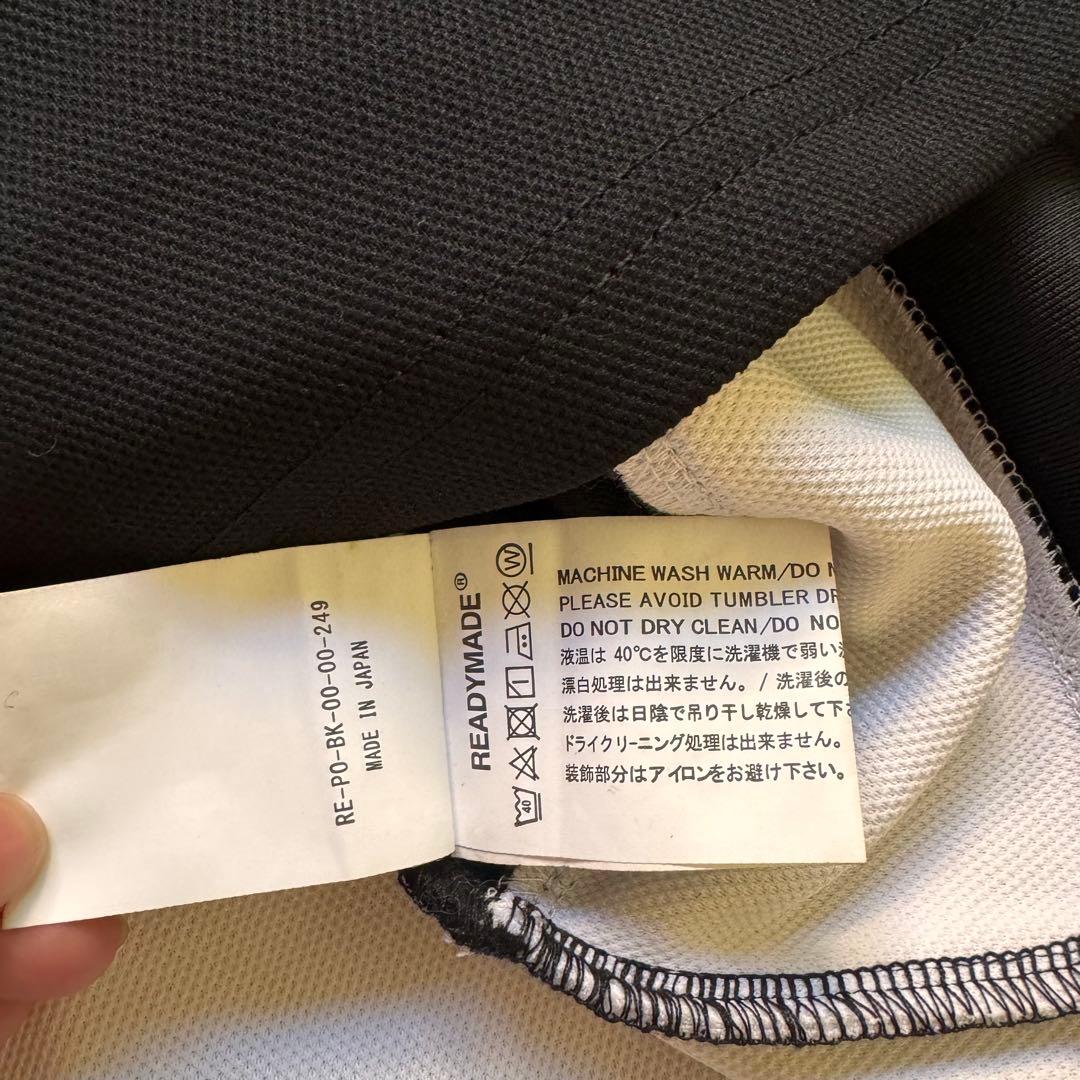 RE-PO-BK-00-00-249
MADE IN JAPAN
READYMADE®
W
40
MACHINE WASH WARM/DO
PLEASE AVOID TUMBLER
DO NOT DRY CLEAN/DO
液温は 40℃を限度に洗濯機で弱い
漂白処理は出来ません。/ 洗濯後の
洗濯後は日陰で吊り干し乾燥して下
ドライクリーニング処理は出来ません。
装飾部分はアイロンをお避け下さい。